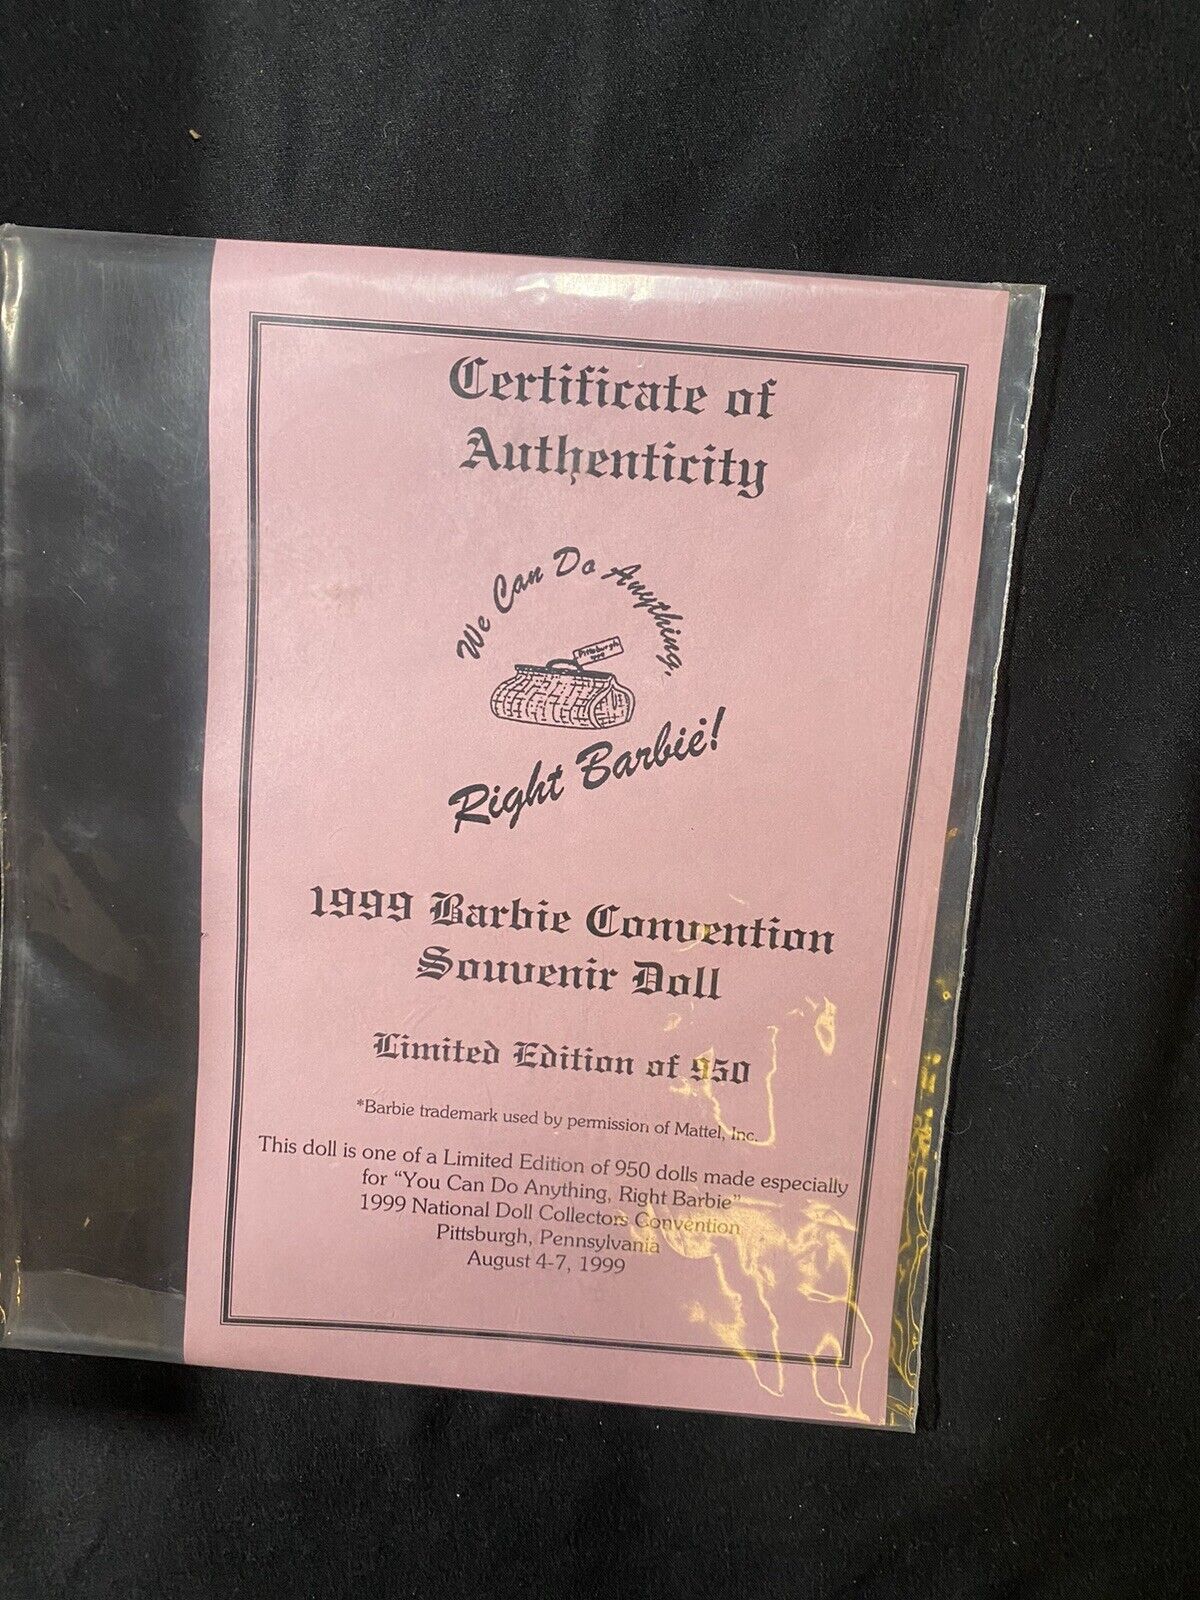 Certificate of
Authenticity
We Can Do Anything,
Pittsburgh
1999
Right Barbie!
1999 Barbie Convention
Souvenir Doll
Limited Edition of 950
*Barbie trademark used by permission of Mattel, Inc.
This doll is one of a Limited Edition of 950 dolls made especially
for “You Can Do Anything, Right Barbie”
1999 National Doll Collectors Convention
Pittsburgh, Pennsylvania
August 4-7, 1999